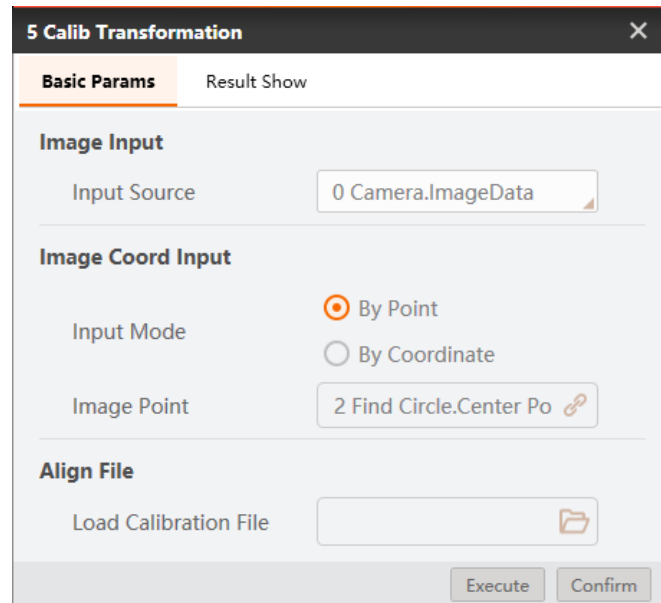 5 Calib Transformation
Basic Params Result Show
Image Input
Input Source 0 Camera.ImageData
Image Coord Input
By Point
Input Mode
By Coordinate
Image Point 2 Find Circle.Center Po
Align File
Load Calibration File
Execute Confirm